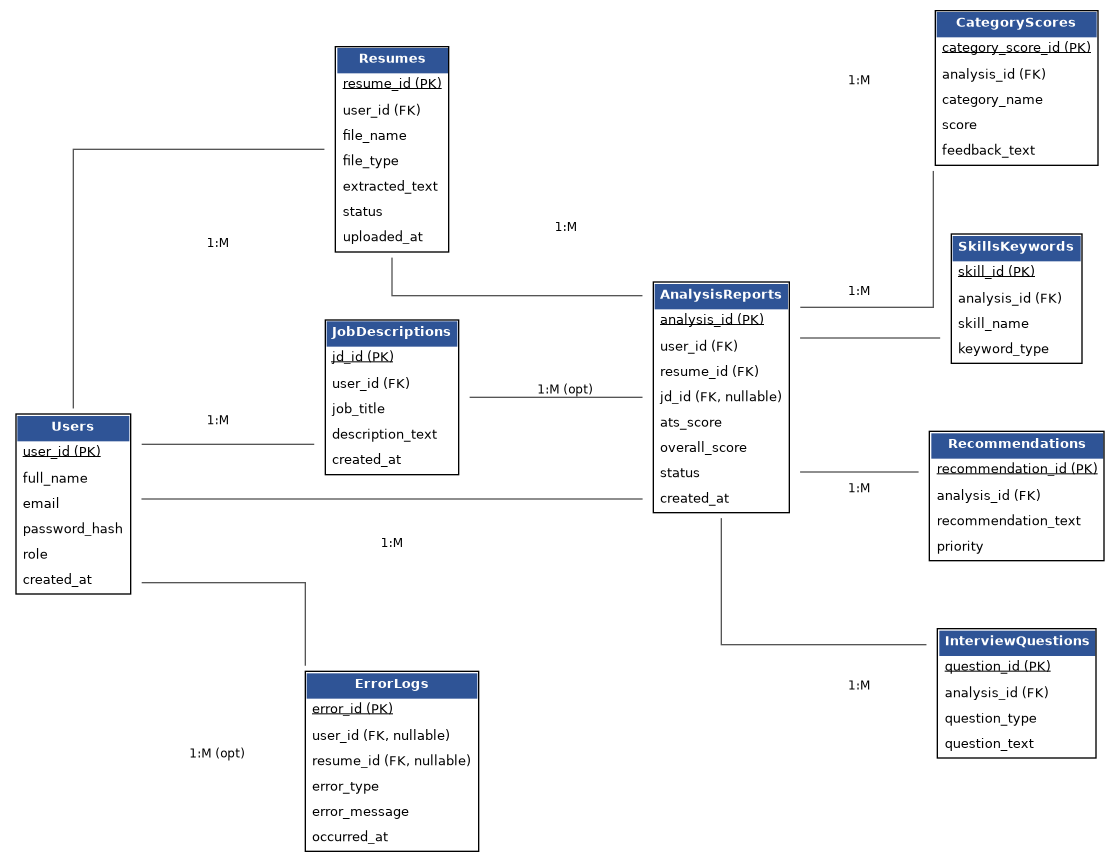 CategoryScores
category_score_id (PK)
analysis_id (FK)
category_name
score
feedback_text
Resumes
resume_id (PK)
user_id (FK)
file_name
file_type
extracted_text
status
uploaded_at
1:M
1:M
1:M
SkillsKeywords
skill_id (PK)
analysis_id (FK)
skill_name
keyword_type
1:M
AnalysisReports
analysis_id (PK)
user_id (FK)
resume_id (FK)
jd_id (FK, nullable)
ats_score
overall_score
status
created_at
JobDescriptions
jd_id (PK)
user_id (FK)
job_title
description_text
created_at
1:M (opt)
1:M
Users
user_id (PK)
full_name
email
password_hash
role
created_at
Recommendations
recommendation_id (PK)
analysis_id (FK)
recommendation_text
priority
1:M
1:M
InterviewQuestions
question_id (PK)
analysis_id (FK)
question_type
question_text
1:M
ErrorLogs
error_id (PK)
user_id (FK, nullable)
resume_id (FK, nullable)
error_type
error_message
occurred_at
1:M (opt)